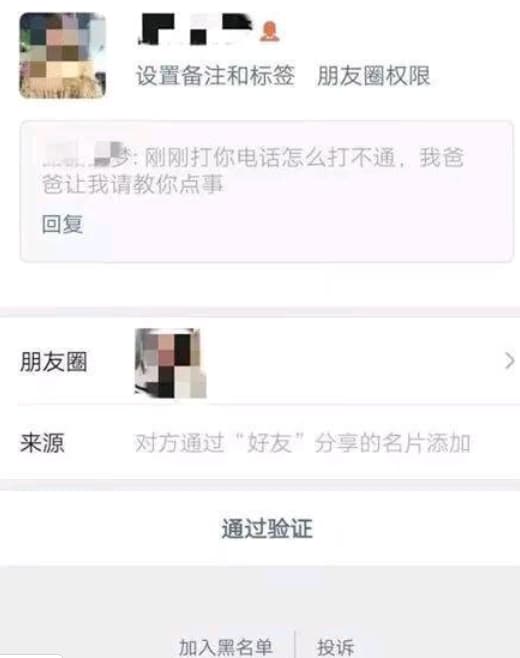 设置备注和标签 朋友圈权限
梦: 刚刚打你电话怎么打不通，我爸
爸让我请教你点事
回复
朋友圈
来源 对方通过“好友”分享的名片添加
通过验证
加入黑名单 投诉